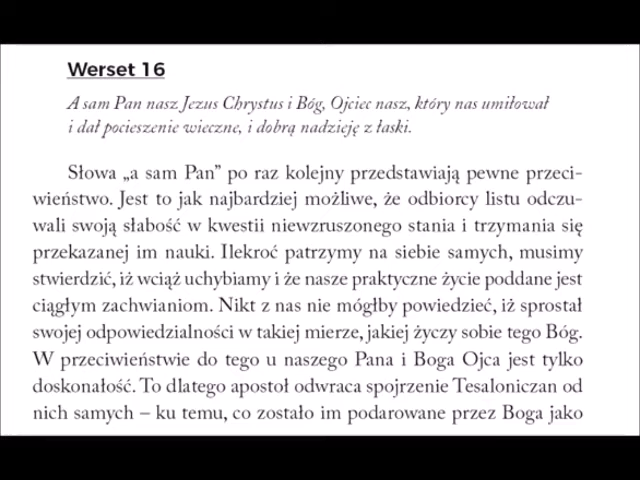 Werset 16
A sam Pan nasz Jezus Chrystus i Bóg, Ojciec nasz, który nas umiłował
i dał pocieszenie wieczne, i dobrą nadzieję z łaski.
Słowa „a sam Pan” po raz kolejny przedstawiają pewne przeci-
wieństwo. Jest to jak najbardziej możliwe, że odbiorcy listu odczu-
wali swoją słabość w kwestii niewzruszonego stania i trzymania się
przekazanej im nauki. Ilekroć patrzymy na siebie samych, musimy
stwierdzić, iż wciąż uchybiamy i że nasze praktyczne życie poddane jest
ciągłym zachwianiom. Nikt z nas nie mógłby powiedzieć, iż sprostał
swojej odpowiedzialności w takiej mierze, jakiej życzy sobie tego Bóg.
W przeciwieństwie do tego u naszego Pana i Boga Ojca jest tylko
doskonałość. To dlatego apostoł odwraca spojrzenie Tesaloniczan od
nich samych – ku temu, co zostało im podarowane przez Boga jako